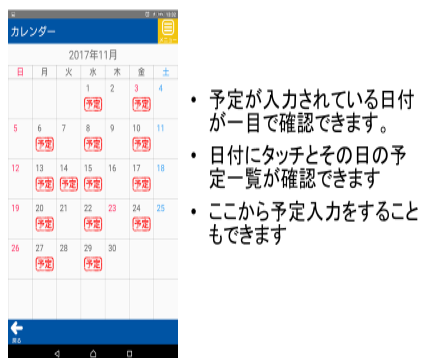 カレンダー
メニュー
2017年11月
日 月 火 水 木 金 土
1 2 3 4
予定 予定
5 6 7 8 9 10 11
予定 予定 予定
12 13 14 15 16 17 18
予定 予定 予定 予定
19 20 21 22 23 24 25
予定 予定 予定
26 27 28 29 30
予定 予定
戻る
• 予定が入力されている日付
が一目で確認できます。
• 日付にタッチとその日の予
定一覧が確認できます
• ここから予定入力をすること
もできます